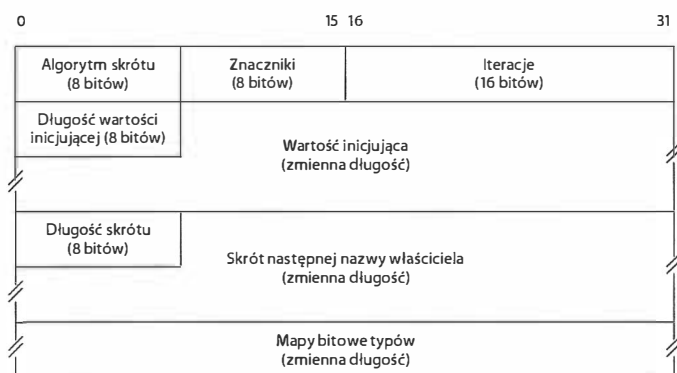 0 15 16 31
Algorytm skrótu
(8 bitów)
Znaczniki
(8 bitów)
Iteracje
(16 bitów)
Długość wartości
inicjującej (8 bitów)
Wartość inicjująca
(zmienna długość)
Długość skrótu
(8 bitów)
Skrót następnej nazwy właściciela
(zmienna długość)
Mapy bitowe typów
(zmienna długość)